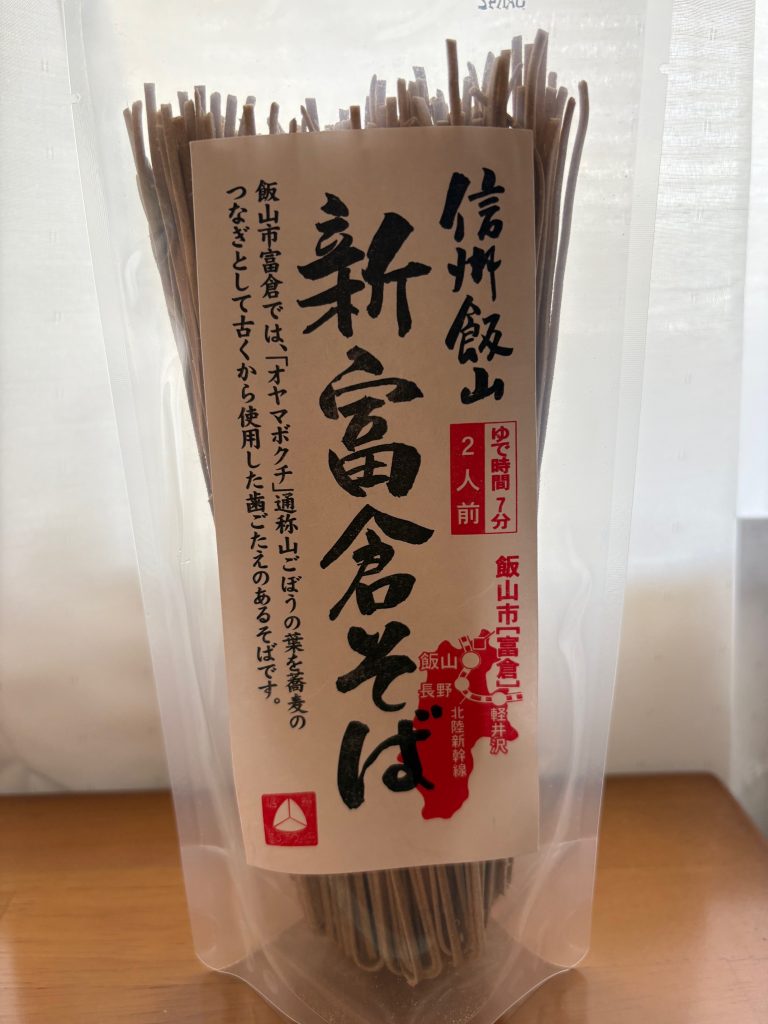 信州飯山
新富倉そば
飯山市富倉では、「オヤマボクチ」通称山ごぼうの葉を蕎麦の
つなぎとして古くから使用した歯ごたえのあるそばです。
ゆで時間 7分
2人前
飯山市[富倉]
飯山
長野
軽井沢
北陸新幹線